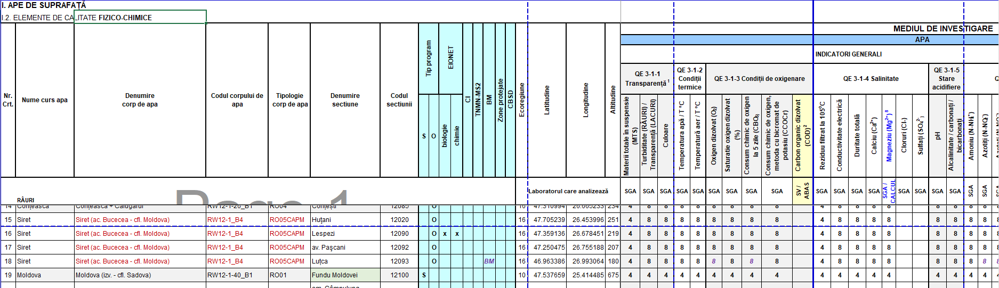 I. APE DE SUPRAFAȚĂ
I.2. ELEMENTE DE CALITATE FIZICO-CHIMICE
MEDIUL DE INVESTIGARE
APA
INDICATORI GENERALI
Nr. Crt.
Nume curs apa
Denumire corp de apa
Codul corpului de apa
Tipologie corp de apa
Denumire sectiune
Codul sectiunii
Tip program
S
O
EIONET
biologie
chimie
CI
TNMN-MS2
BM
Zone protejate
CBSD
Ecoregiune
Latitudine
Longitudine
Altitudine
QE 3-1-1 Transparență 1
QE 3-1-2 Condiții termice
QE 3-1-3 Condiții de oxigenare
QE 3-1-4 Salinitate
QE 3-1-5 Stare acidifiere
Materii totale în suspensie (MTS)
Turbiditate (RÂURI) / Transparență (LACURI)
Culoare
Temperatura apă / T °C
Temperatură aer / T °C
Oxigen dizolvat (O2)
Saturatie oxigen dizolvat (%)
Consum chimic de oxigen la 5 zile (CBO5)
Consum chimic de oxigen, metoda cu bicromat de potasiu (CCOCr)
Carbon organic dizolvat (COD)2
Reziduu filtrat la 105°C
Conductivitate electrică
Duritate totală
Calciu (Ca2+)
Magneziu (Mg2+) 8
Cloruri (Cl-)
Sulfați (SO42-)
pH
Alcalinitate / carbonați / bicarbonați
Amoniu (N-NH4+)
Azotiți (N-NO2-)
RÂURI
Page 1
Laboratorul care analizează
SGA SGA SGA SGA SGA SGA SGA SGA SGA SV / ABAS SGA SGA SGA SGA SGA / CALCUL SGA SGA SGA SGA SGA SGA
14 Conțeasca Conțeasca + Călugărul RW12-1-20_B1 RO04 Conțești 12085 O 16 47.310994 26.665233 234 4 8 8 8 8 8 8 8 8 4 8 8 8 8 8 8 8 8
15 Siret Siret (ac. Bucecea - cfl. Moldova) RW12-1_B4 RO05CAPM Huțani 12020 O 16 47.705239 26.453996 251 4 8 8 8 8 8 8 8 8 4 8 8 8 8 8 8 8 8
16 Siret Siret (ac. Bucecea - cfl. Moldova) RW12-1_B4 RO05CAPM Lespezi 12090 O x x 16 47.359136 26.678451 219 4 8 8 8 8 8 8 8 8 4 8 8 8 8 8 8 8 8
17 Siret Siret (ac. Bucecea - cfl. Moldova) RW12-1_B4 RO05CAPM av. Paşcani 12092 O 16 47.250475 26.755188 207 4 8 8 8 8 8 8 8 8 4 8 8 8 8 8 8 8 8
18 Siret Siret (ac. Bucecea - cfl. Moldova) RW12-1_B4 RO05CAPM Luțca 12093 O BM 16 46.963386 26.993064 180 4 8 8 8 8 8 8 8 8 4 8 8 8 8 8 8 8 8 8
19 Moldova Moldova (izv. - cfl. Sadova) RW12-1-40_B1 RO01 Fundu Moldovei 12100 S 10 47.537659 25.414485 675 4 4 4 4 4 4 4 4 4 4 4 4 4 4 4 4 4 4 4